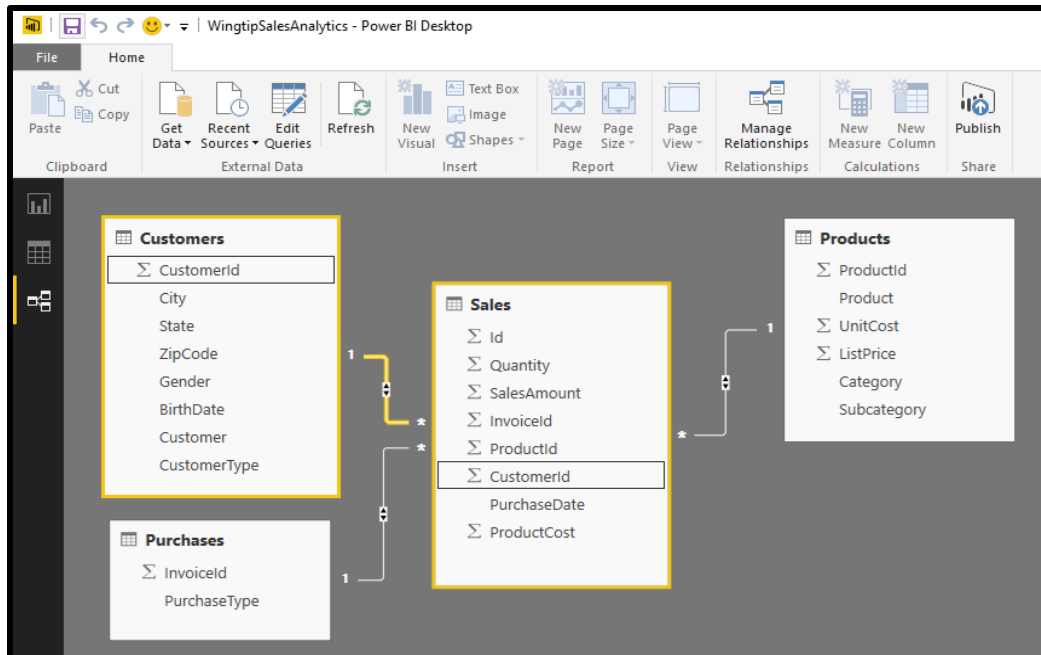 WingtipSalesAnalytics - Power BI Desktop
File Home
Paste
Cut
Copy
Clipboard
Get Data
Recent Sources
Edit Queries
Refresh
External Data
New Visual
Text Box
Image
Shapes
Insert
New Page
Page Size
Report
Page View
View
Manage Relationships
Relationships
New Measure
New Column
Calculations
Publish
Share
Customers
Σ CustomerId
City
State
ZipCode
Gender
BirthDate
Customer
CustomerType
1
*
Sales
Σ Id
Σ Quantity
Σ SalesAmount
Σ InvoiceId
Σ ProductId
Σ CustomerId
PurchaseDate
Σ ProductCost
*
1
Products
Σ ProductId
Product
Σ UnitCost
Σ ListPrice
Category
Subcategory
Purchases
Σ InvoiceId
PurchaseType
1
*